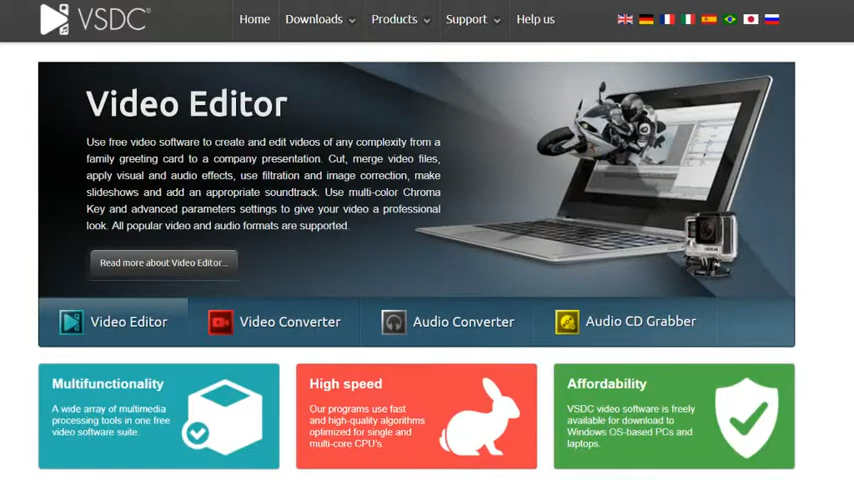 VSDC
Home
Downloads
Products
Support
Help us
Video Editor
Use free video software to create and edit videos of any complexity from a
family greeting card to a company presentation. Cut, merge video files,
apply visual and audio effects, use filtration and image correction, make
slideshows and add an appropriate soundtrack. Use multi-color Chroma
Key and advanced parameters settings to give your video a professional
look. All popular video and audio formats are supported.
Read more about Video Editor...
Video Editor
Video Converter
Audio Converter
Audio CD Grabber
Multifunctionality
A wide array of multimedia
processing tools in one free
video software suite.
High speed
Our programs use fast
and high-quality algorithms
optimized for single and
multi-core CPU's.
Affordability
VSDC video software is freely
available for download to
Windows OS-based PCs and
laptops.